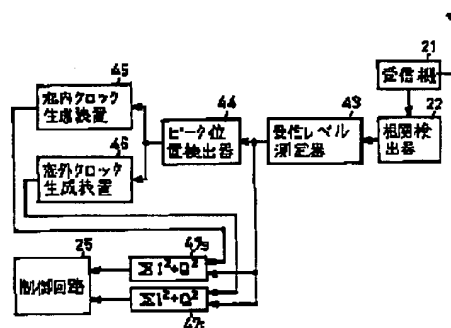 21
受信機
45
窓内クロック
生成装置
44
ピーク位
置検出器
43
受信レベル
測定器
22
相関検
出器
46
窓外クロック
生成装置
25
制御回路
47a
ΣI²+Q²
ΣI²+Q²